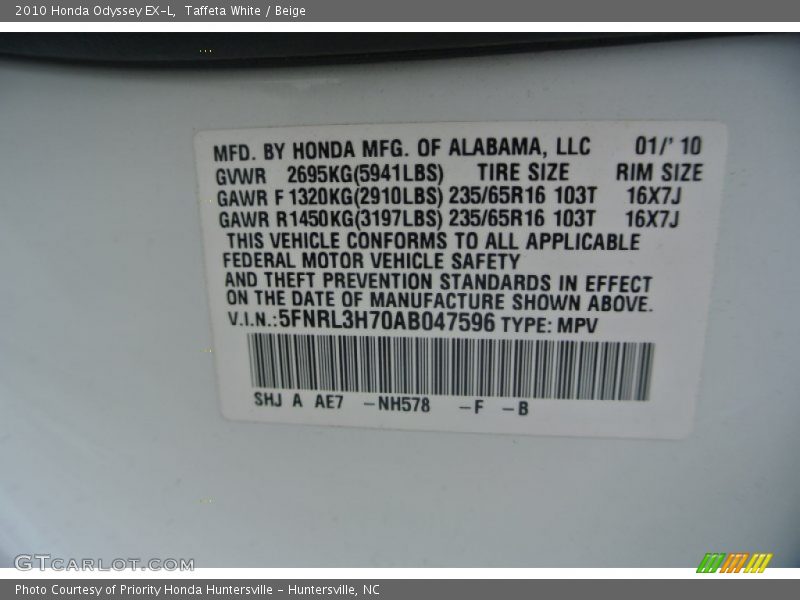 2010 Honda Odyssey EX-L, Taffeta White / Beige
MFD. BY HONDA MFG. OF ALABAMA, LLC 01/' 10
GVWR 2695KG(5941LBS) TIRE SIZE RIM SIZE
GAWR F 1320KG(2910LBS) 235/65R16 103T 16X7J
GAWR R1450KG(3197LBS) 235/65R16 103T 16X7J
THIS VEHICLE CONFORMS TO ALL APPLICABLE
FEDERAL MOTOR VEHICLE SAFETY
AND THEFT PREVENTION STANDARDS IN EFFECT
ON THE DATE OF MANUFACTURE SHOWN ABOVE.
V.I.N.:5FNRL3H70AB047596 TYPE: MPV
SHJ A AE7 -NH578 -F -B
GTCARLOT.COM
Photo Courtesy of Priority Honda Huntersville - Huntersville, NC